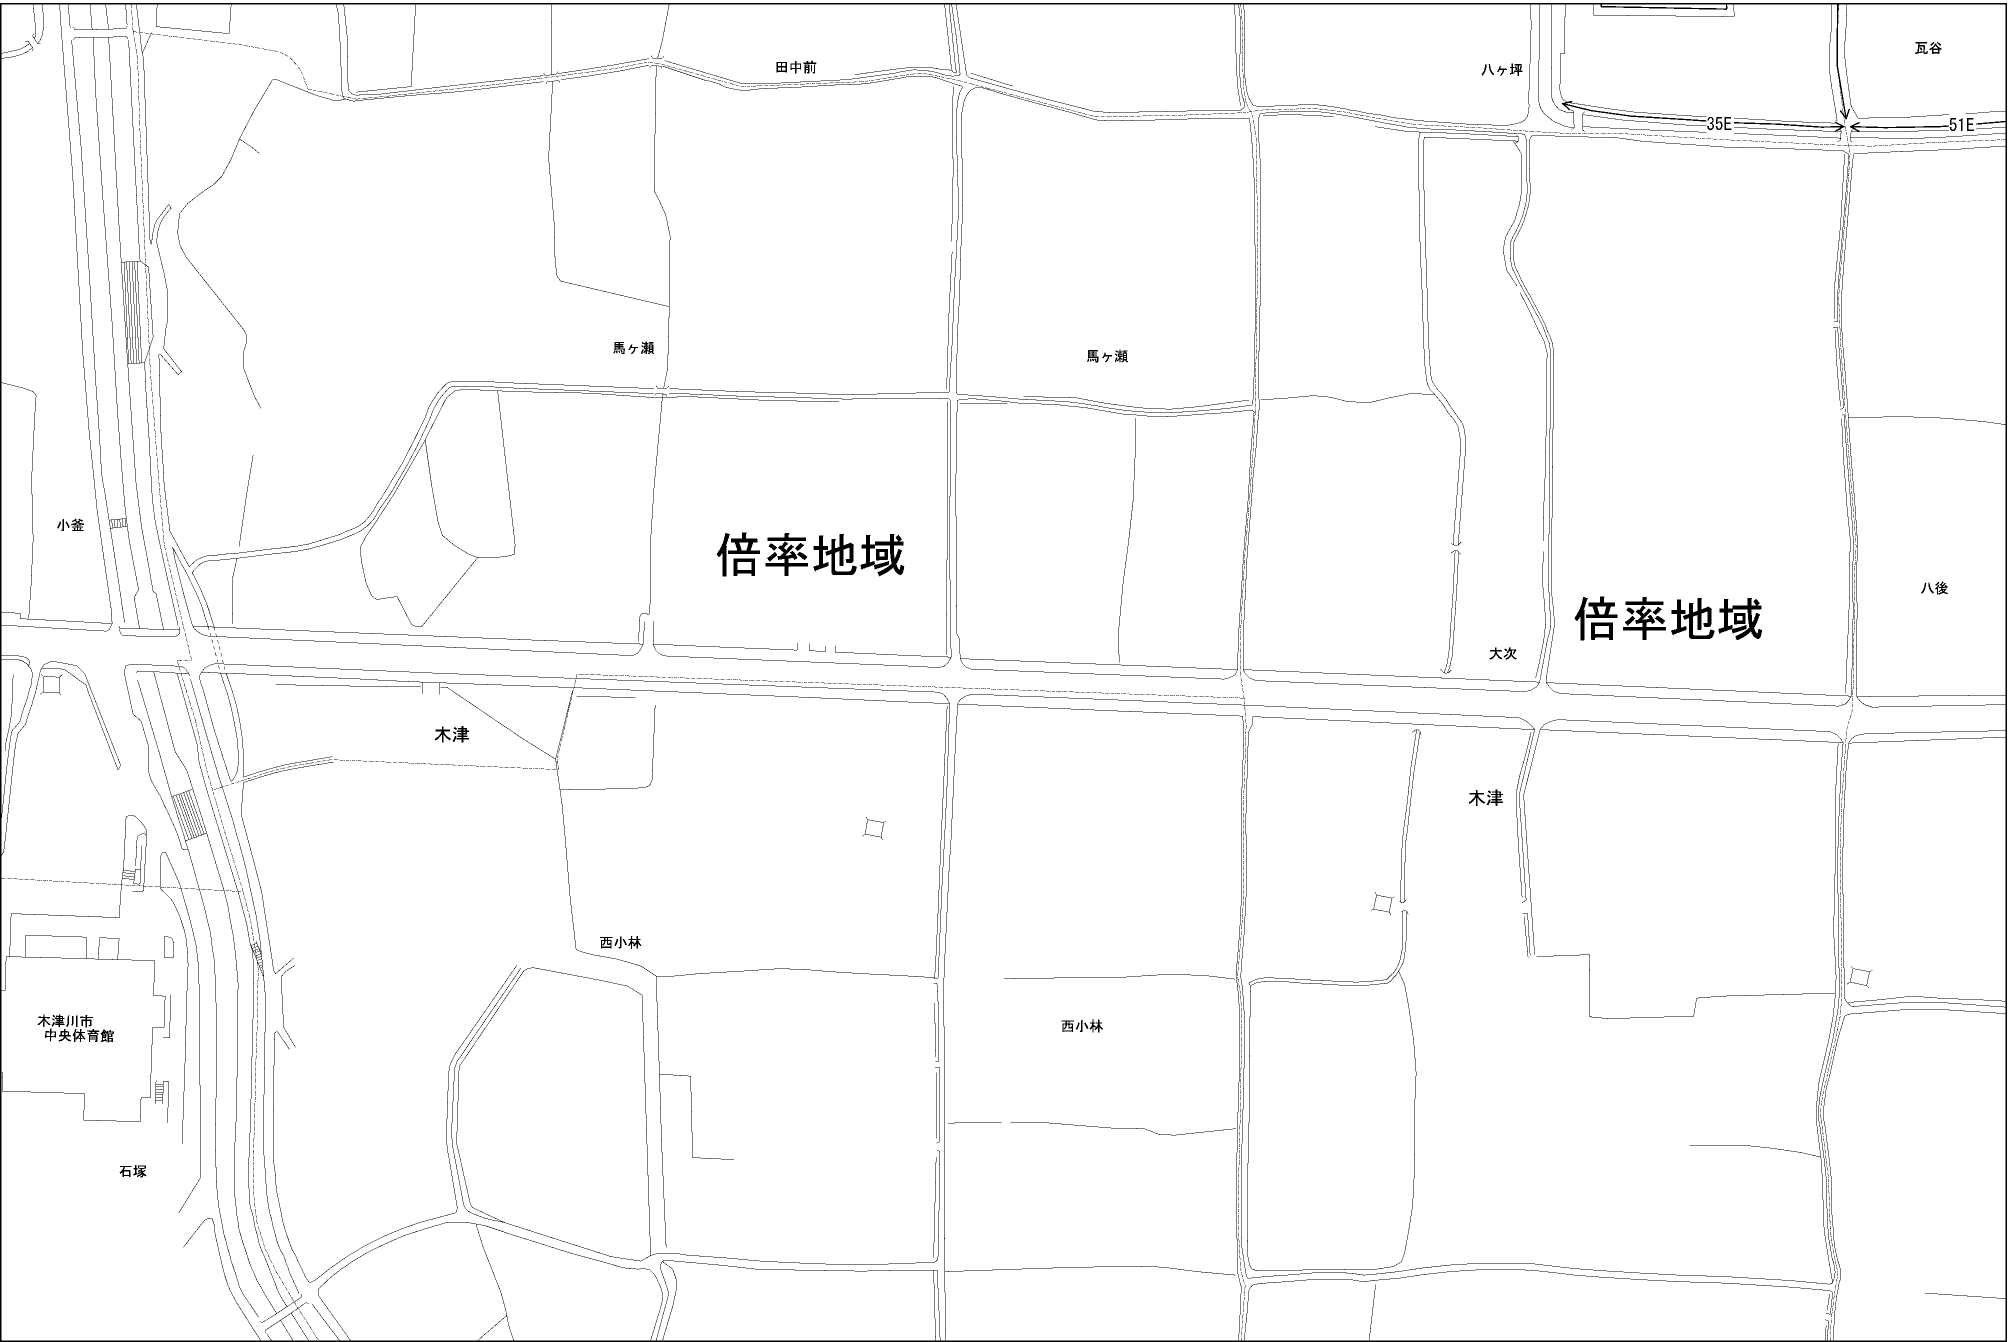 瓦谷
田中前
八ヶ坪
35E
51E
馬ヶ瀬
馬ヶ瀬
小釜
倍率地域
八後
倍率地域
大次
木津
木津
西小林
木津川市
中央体育館
西小林
石塚